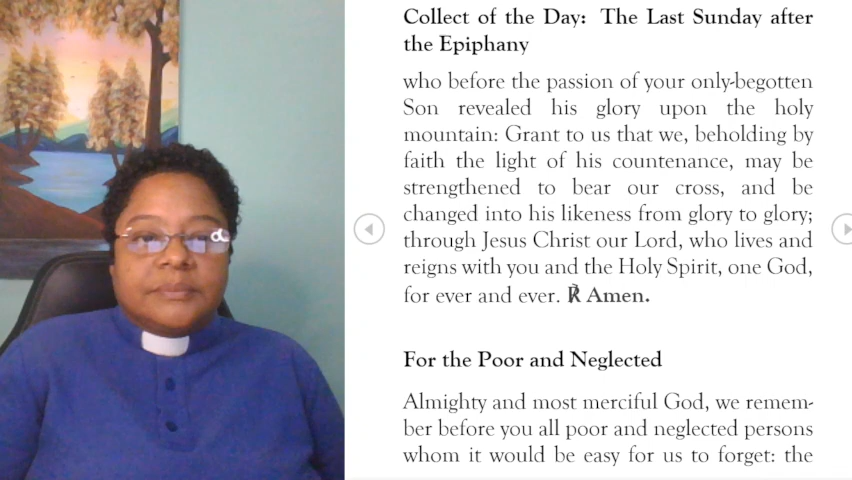 Collect of the Day: The Last Sunday after
the Epiphany
who before the passion of your only-begotten
Son revealed his glory upon the holy
mountain: Grant to us that we, beholding by
faith the light of his countenance, may be
strengthened to bear our cross, and be
changed into his likeness from glory to glory;
through Jesus Christ our Lord, who lives and
reigns with you and the Holy Spirit, one God,
for ever and ever. ℟ Amen.
For the Poor and Neglected
Almighty and most merciful God, we remem-
ber before you all poor and neglected persons
whom it would be easy for us to forget: the